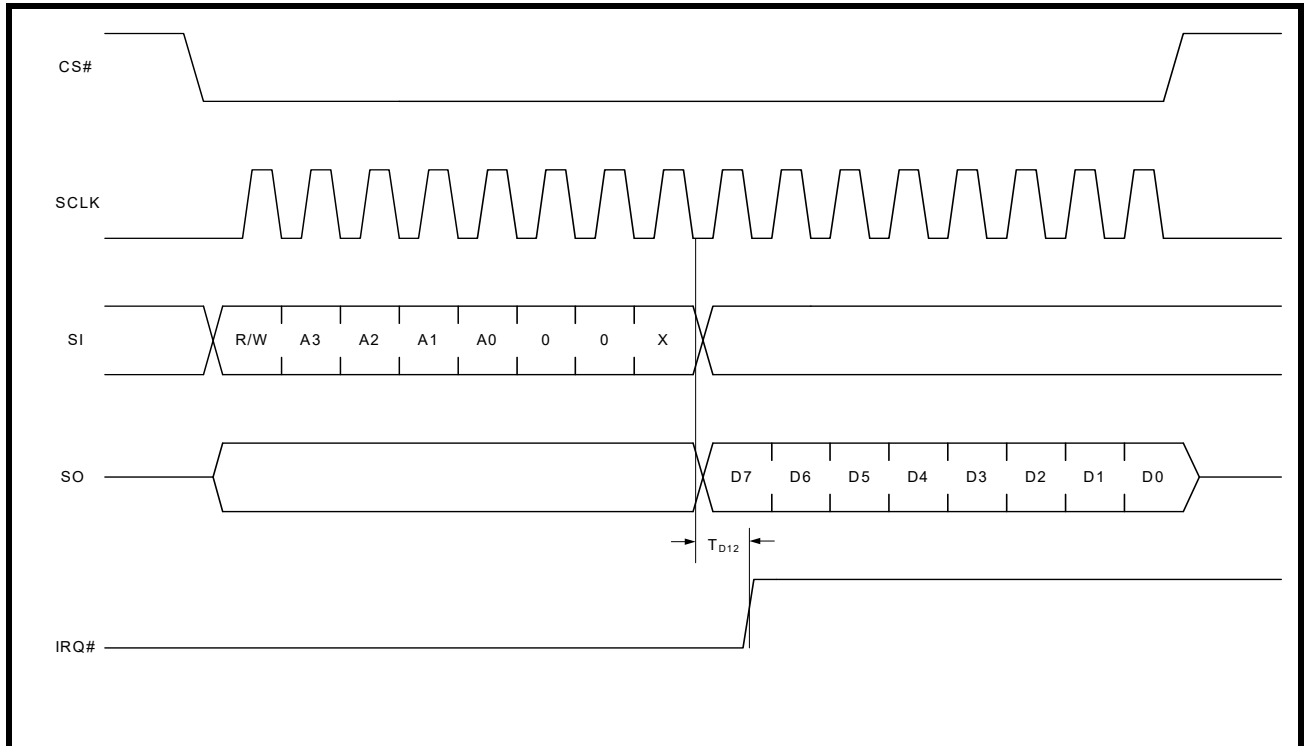 CS#
SCLK
SI R/W A3 A2 A1 A0 0 0 X
SO D7 D6 D5 D4 D3 D2 D1 D0
TD12
IRQ#